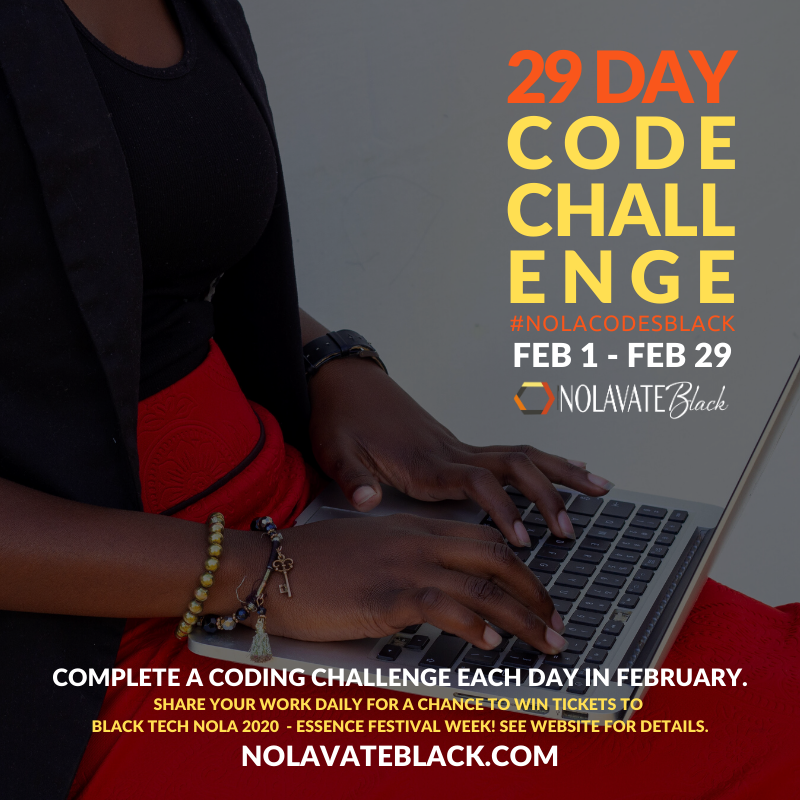 29 DAY
CODE
CHALL
ENGE
#NOLACODESBLACK
FEB 1 - FEB 29
NOLAVATE Black
COMPLETE A CODING CHALLENGE EACH DAY IN FEBRUARY.
SHARE YOUR WORK DAILY FOR A CHANCE TO WIN TICKETS TO
BLACK TECH NOLA 2020 - ESSENCE FESTIVAL WEEK! SEE WEBSITE FOR DETAILS.
NOLAVATEBLACK.COM